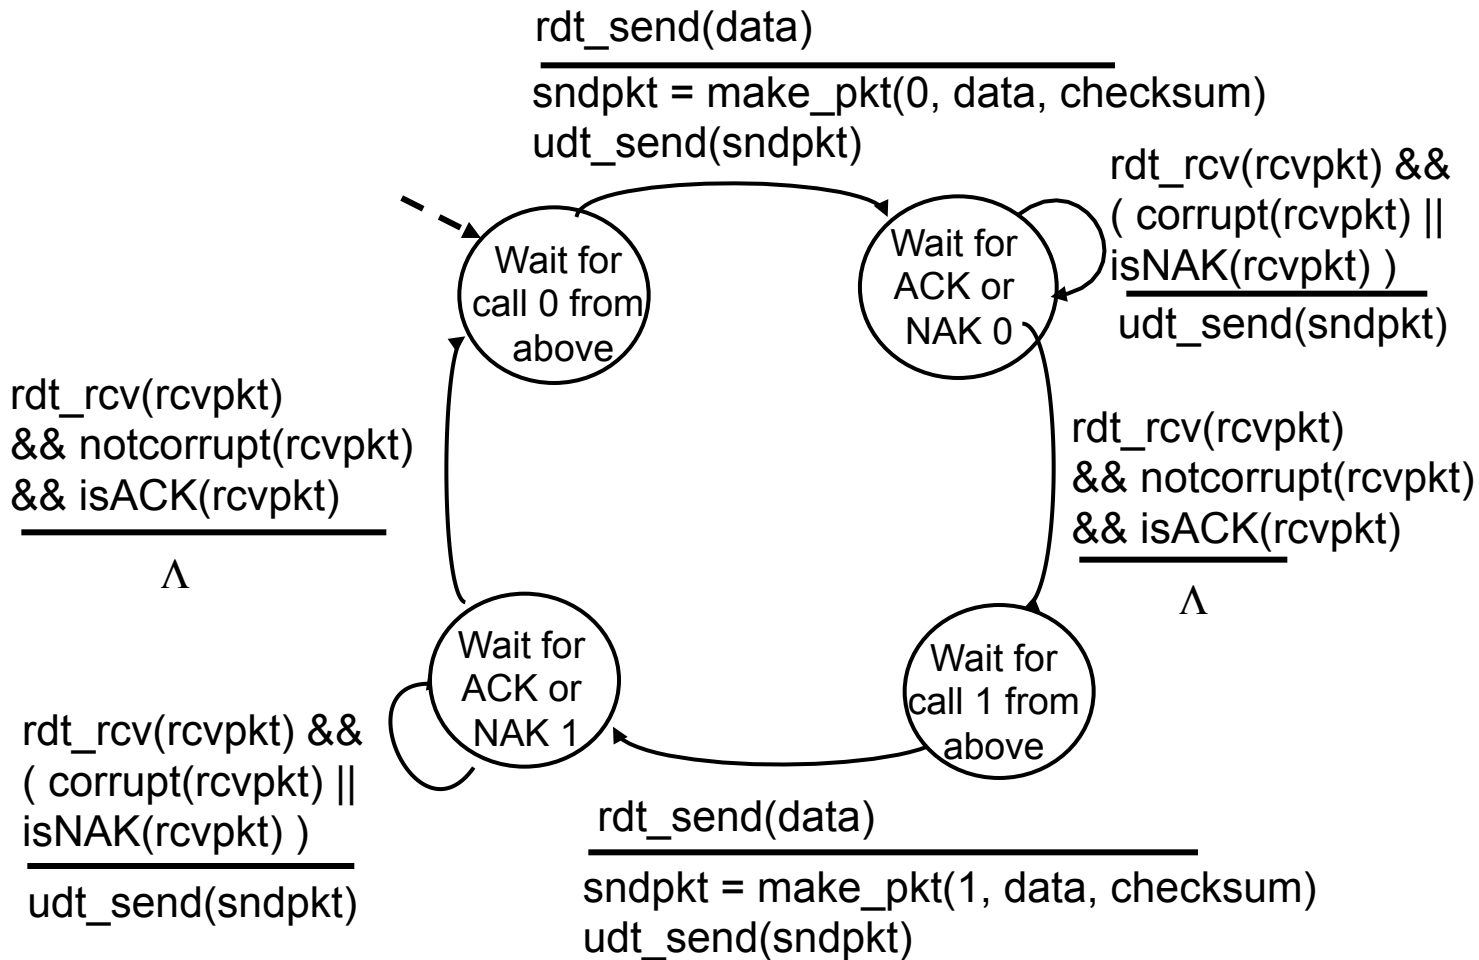 rdt_send(data)
sndpkt = make_pkt(0, data, checksum)
udt_send(sndpkt)
rdt_rcv(rcvpkt) &&
( corrupt(rcvpkt) ||
isNAK(rcvpkt) )
udt_send(sndpkt)
Wait for
call 0 from
above
Wait for
ACK or
NAK 0
rdt_rcv(rcvpkt)
&& notcorrupt(rcvpkt)
&& isACK(rcvpkt)
Λ
rdt_rcv(rcvpkt)
&& notcorrupt(rcvpkt)
&& isACK(rcvpkt)
Λ
Wait for
ACK or
NAK 1
Wait for
call 1 from
above
rdt_rcv(rcvpkt) &&
( corrupt(rcvpkt) ||
isNAK(rcvpkt) )
udt_send(sndpkt)
rdt_send(data)
sndpkt = make_pkt(1, data, checksum)
udt_send(sndpkt)